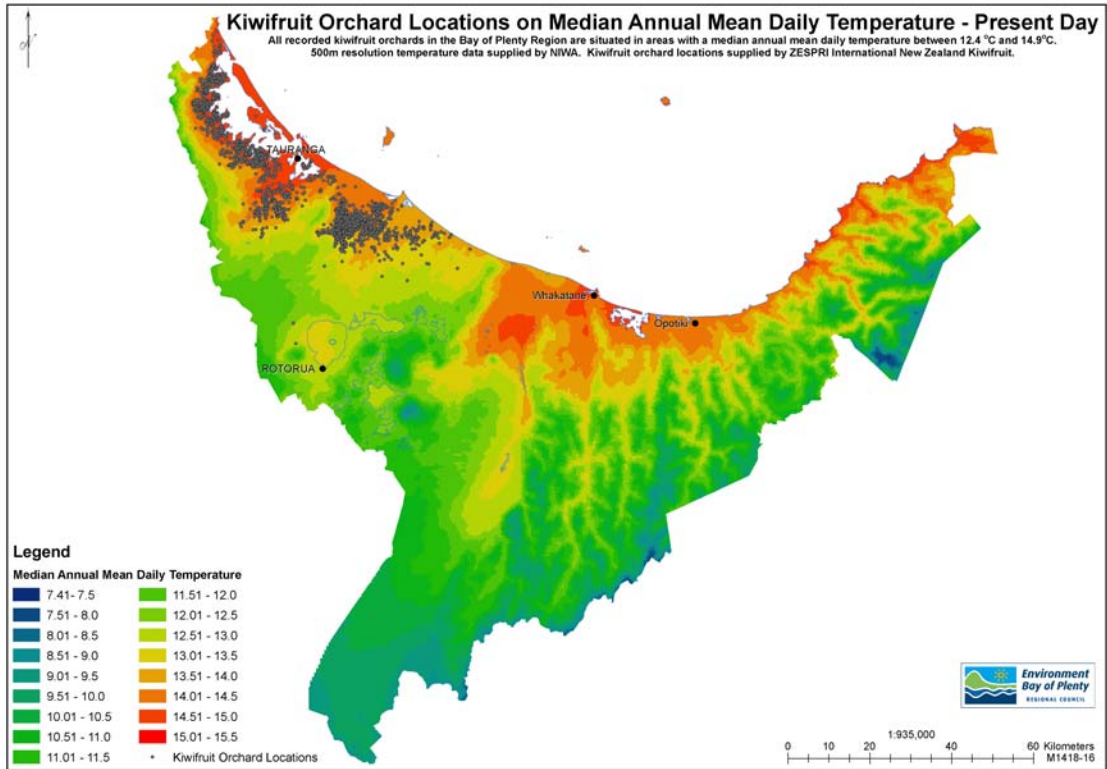 Kiwifruit Orchard Locations on Median Annual Mean Daily Temperature - Present Day
All recorded kiwifruit orchards in the Bay of Plenty Region are situated in areas with a median annual mean daily temperature between 12.4 °C and 14.9°C.
500m resolution temperature data supplied by NIWA. Kiwifruit orchard locations supplied by ZESPRI International New Zealand Kiwifruit.
N
TAURANGA
Whakatane
Opotiki
ROTORUA
Legend
Median Annual Mean Daily Temperature
7.41- 7.5
7.51 - 8.0
8.01 - 8.5
8.51 - 9.0
9.01 - 9.5
9.51 - 10.0
10.01 - 10.5
10.51 - 11.0
11.01 - 11.5
11.51 - 12.0
12.01 - 12.5
12.51 - 13.0
13.01 - 13.5
13.51 - 14.0
14.01 - 14.5
14.51 - 15.0
15.01 - 15.5
Kiwifruit Orchard Locations
Environment
Bay of Plenty
REGIONAL COUNCIL
1:935,000
0 10 20 40 60 Kilometers
M1418-16